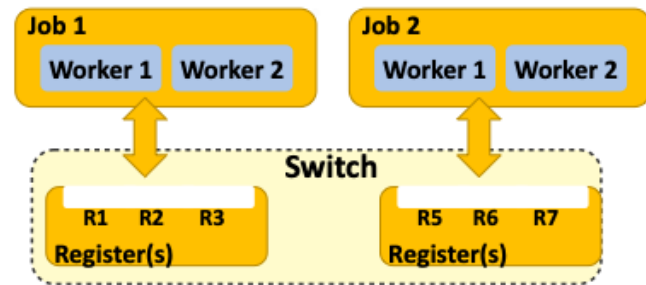 Job 1
Worker 1 Worker 2
Job 2
Worker 1 Worker 2
Switch
R1 R2 R3
Register(s)
R5 R6 R7
Register(s)